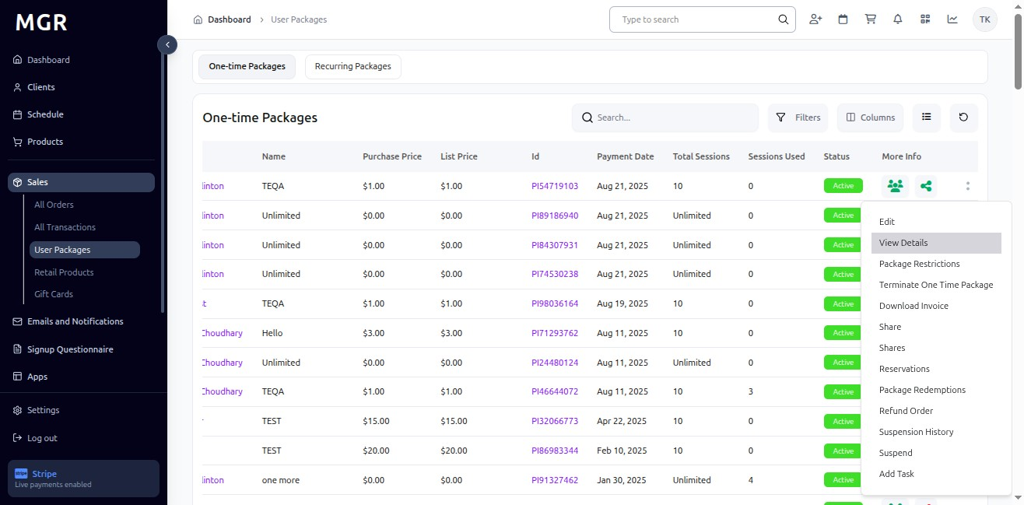 MGR
Dashboard > User Packages
Type to search
TK
Dashboard
Clients
Schedule
Products
Sales
All Orders
All Transactions
User Packages
Retail Products
Gift Cards
Emails and Notifications
Signup Questionnaire
Apps
Settings
Log out
Stripe
Live payments enabled
One-time Packages Recurring Packages
One-time Packages
Search... Filters Columns
Name Purchase Price List Price Id Payment Date Total Sessions Sessions Used Status More Info
linton TEQA $1.00 $1.00 PI54719103 Aug 21, 2025 10 0 Active
linton Unlimited $0.00 $0.00 PI89186940 Aug 21, 2025 Unlimited 0 Active
linton Unlimited $0.00 $0.00 PI84307931 Aug 21, 2025 Unlimited 0 Active
linton Unlimited $0.00 $0.00 PI74530238 Aug 21, 2025 Unlimited 0 Active
TEQA $1.00 $1.00 PI98036164 Aug 19, 2025 10 0 Active
Choudhary Hello $3.00 $3.00 PI71293762 Aug 11, 2025 10 0 Active
Choudhary Unlimited $0.00 $0.00 PI24480124 Aug 11, 2025 Unlimited 0 Active
Choudhary TEQA $1.00 $1.00 PI46644072 Aug 11, 2025 10 3 Active
TEST $15.00 $15.00 PI32066773 Apr 22, 2025 10 0 Active
TEST $20.00 $20.00 PI86983344 Feb 10, 2025 10 0 Active
linton one more $0.00 $0.00 PI91327462 Jan 30, 2025 Unlimited 4 Active
Edit
View Details
Package Restrictions
Terminate One Time Package
Download Invoice
Share
Shares
Reservations
Package Redemptions
Refund Order
Suspension History
Suspend
Add Task